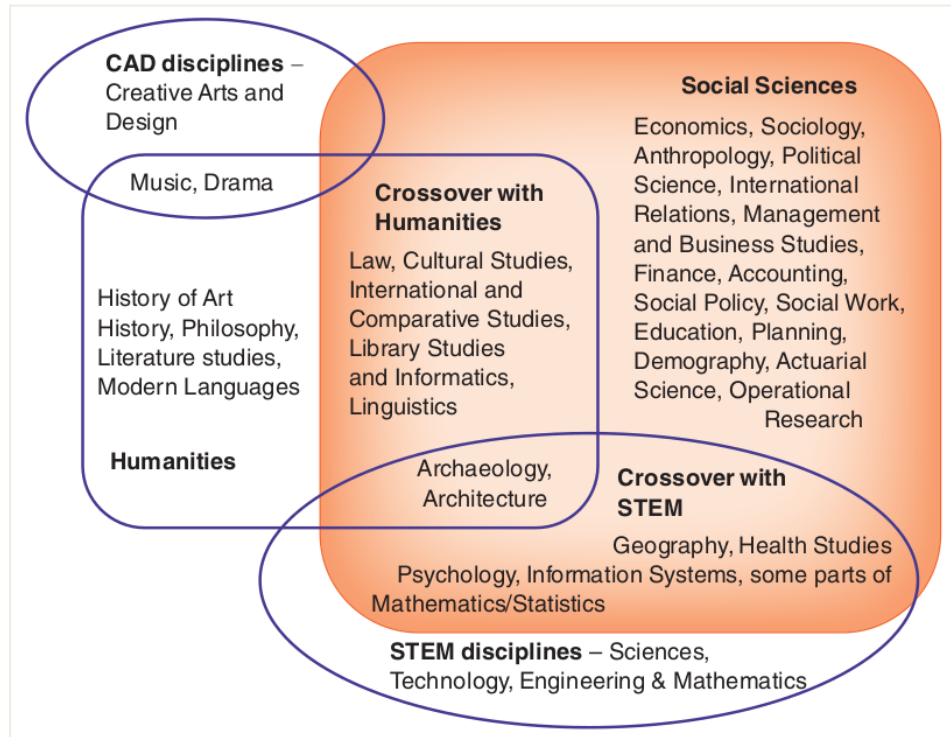 CAD disciplines –
Creative Arts and
Design
Music, Drama
History of Art
History, Philosophy,
Literature studies,
Modern Languages
Humanities
Crossover with
Humanities
Law, Cultural Studies,
International and
Comparative Studies,
Library Studies
and Informatics,
Linguistics
Archaeology,
Architecture
Social Sciences
Economics, Sociology,
Anthropology, Political
Science, International
Relations, Management
and Business Studies,
Finance, Accounting,
Social Policy, Social Work,
Education, Planning,
Demography, Actuarial
Science, Operational
Research
Crossover with
STEM
Geography, Health Studies
Psychology, Information Systems, some parts of
Mathematics/Statistics
STEM disciplines – Sciences,
Technology, Engineering & Mathematics